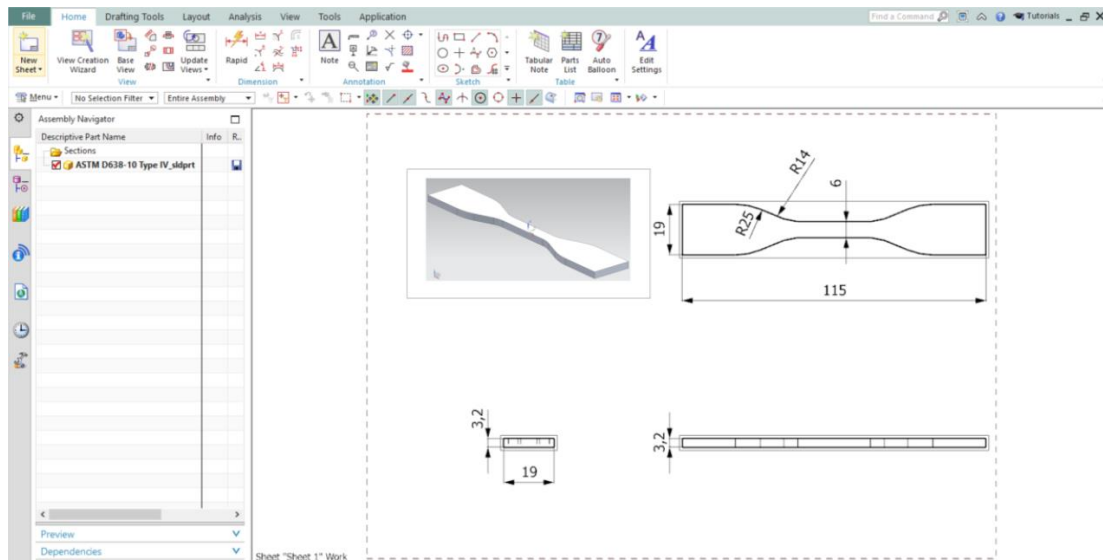 File Home Drafting Tools Layout Analysis View Tools Application Find a Command Tutorials
New Sheet View Creation Wizard Base View Update Views Rapid Note Tabular Note Parts List Auto Balloon Edit Settings
View Dimension Annotation Sketch Table
Menu No Selection Filter Entire Assembly
Assembly Navigator
Descriptive Part Name Info R..
Sections
ASTM D638-10 Type IV_sldprt
R14
6
R25
19
115
3,2
19
3,2
Preview
Dependencies
Sheet "Sheet 1" Work